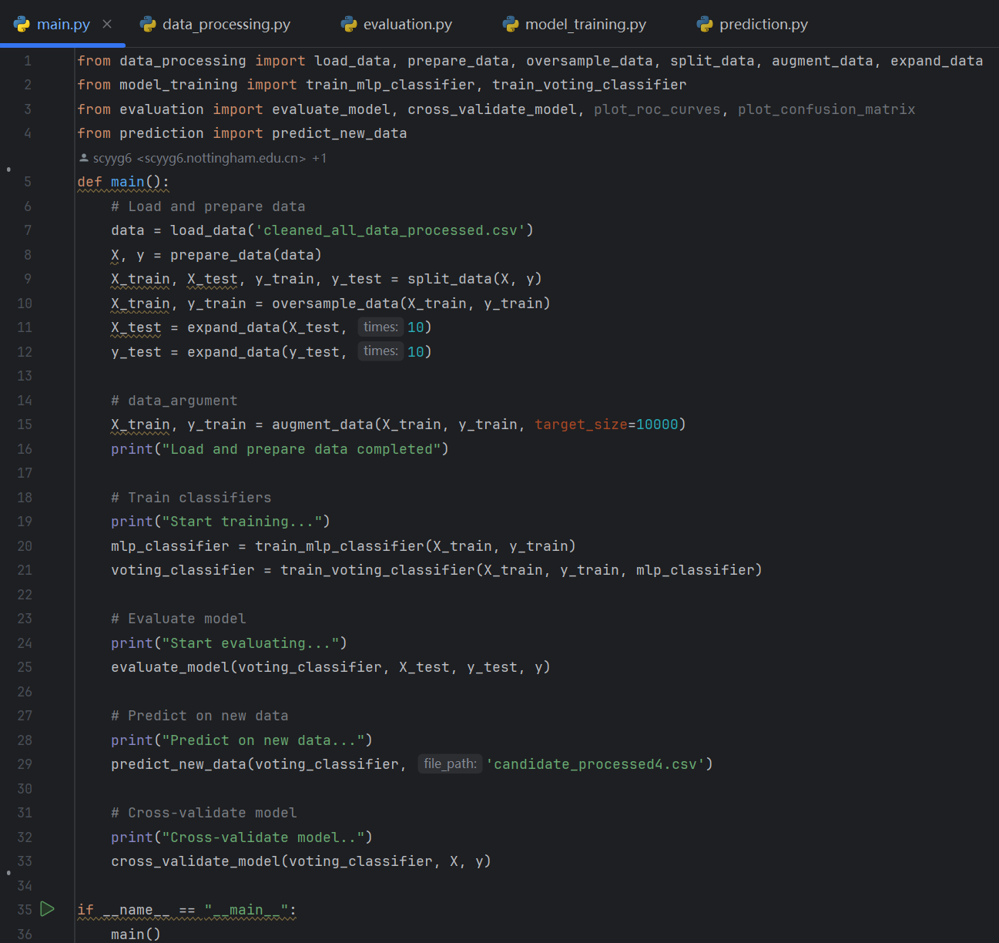 main.py data_processing.py evaluation.py model_training.py prediction.py
1 from data_processing import load_data, prepare_data, oversample_data, split_data, augment_data, expand_data
2 from model_training import train_mlp_classifier, train_voting_classifier
3 from evaluation import evaluate_model, cross_validate_model, plot_roc_curves, plot_confusion_matrix
4 from prediction import predict_new_data
scyyg6 <scyyg6.nottingham.edu.cn> +1
5 def main():
6     # Load and prepare data
7     data = load_data('cleaned_all_data_processed.csv')
8     X, y = prepare_data(data)
9     X_train, X_test, y_train, y_test = split_data(X, y)
10     X_train, y_train = oversample_data(X_train, y_train)
11     X_test = expand_data(X_test, times: 10)
12     y_test = expand_data(y_test, times: 10)
13
14     # data_argument
15     X_train, y_train = augment_data(X_train, y_train, target_size=10000)
16     print("Load and prepare data completed")
17
18     # Train classifiers
19     print("Start training...")
20     mlp_classifier = train_mlp_classifier(X_train, y_train)
21     voting_classifier = train_voting_classifier(X_train, y_train, mlp_classifier)
22
23     # Evaluate model
24     print("Start evaluating...")
25     evaluate_model(voting_classifier, X_test, y_test, y)
26
27     # Predict on new data
28     print("Predict on new data...")
29     predict_new_data(voting_classifier, file_path: 'candidate_processed4.csv')
30
31     # Cross-validate model
32     print("Cross-validate model..")
33     cross_validate_model(voting_classifier, X, y)
34
35 if __name__ == "__main__":
36     main()